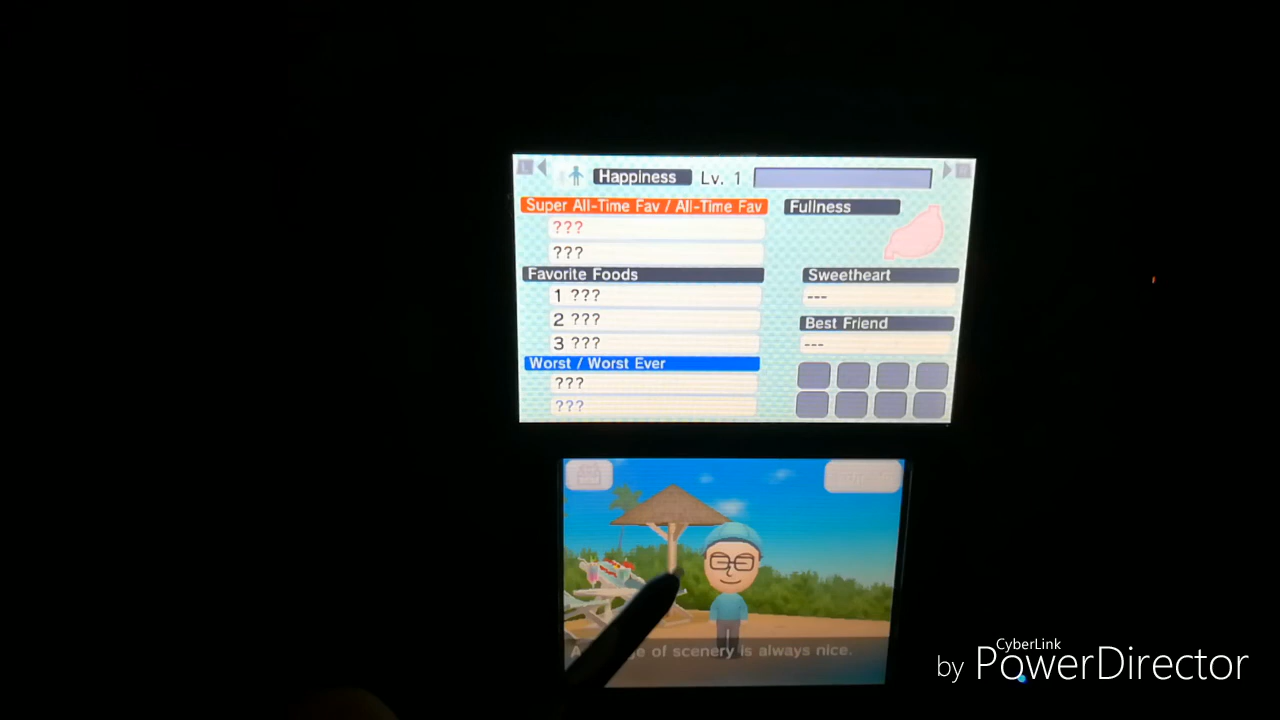 L
Happiness Lv. 1
Super All-Time Fav / All-Time Fav
???
???
Favorite Foods
1 ???
2 ???
3 ???
Worst / Worst Ever
???
???
Fullness
Sweetheart
---
Best Friend
---
of scenery is always nice.
CyberLink
by PowerDirector